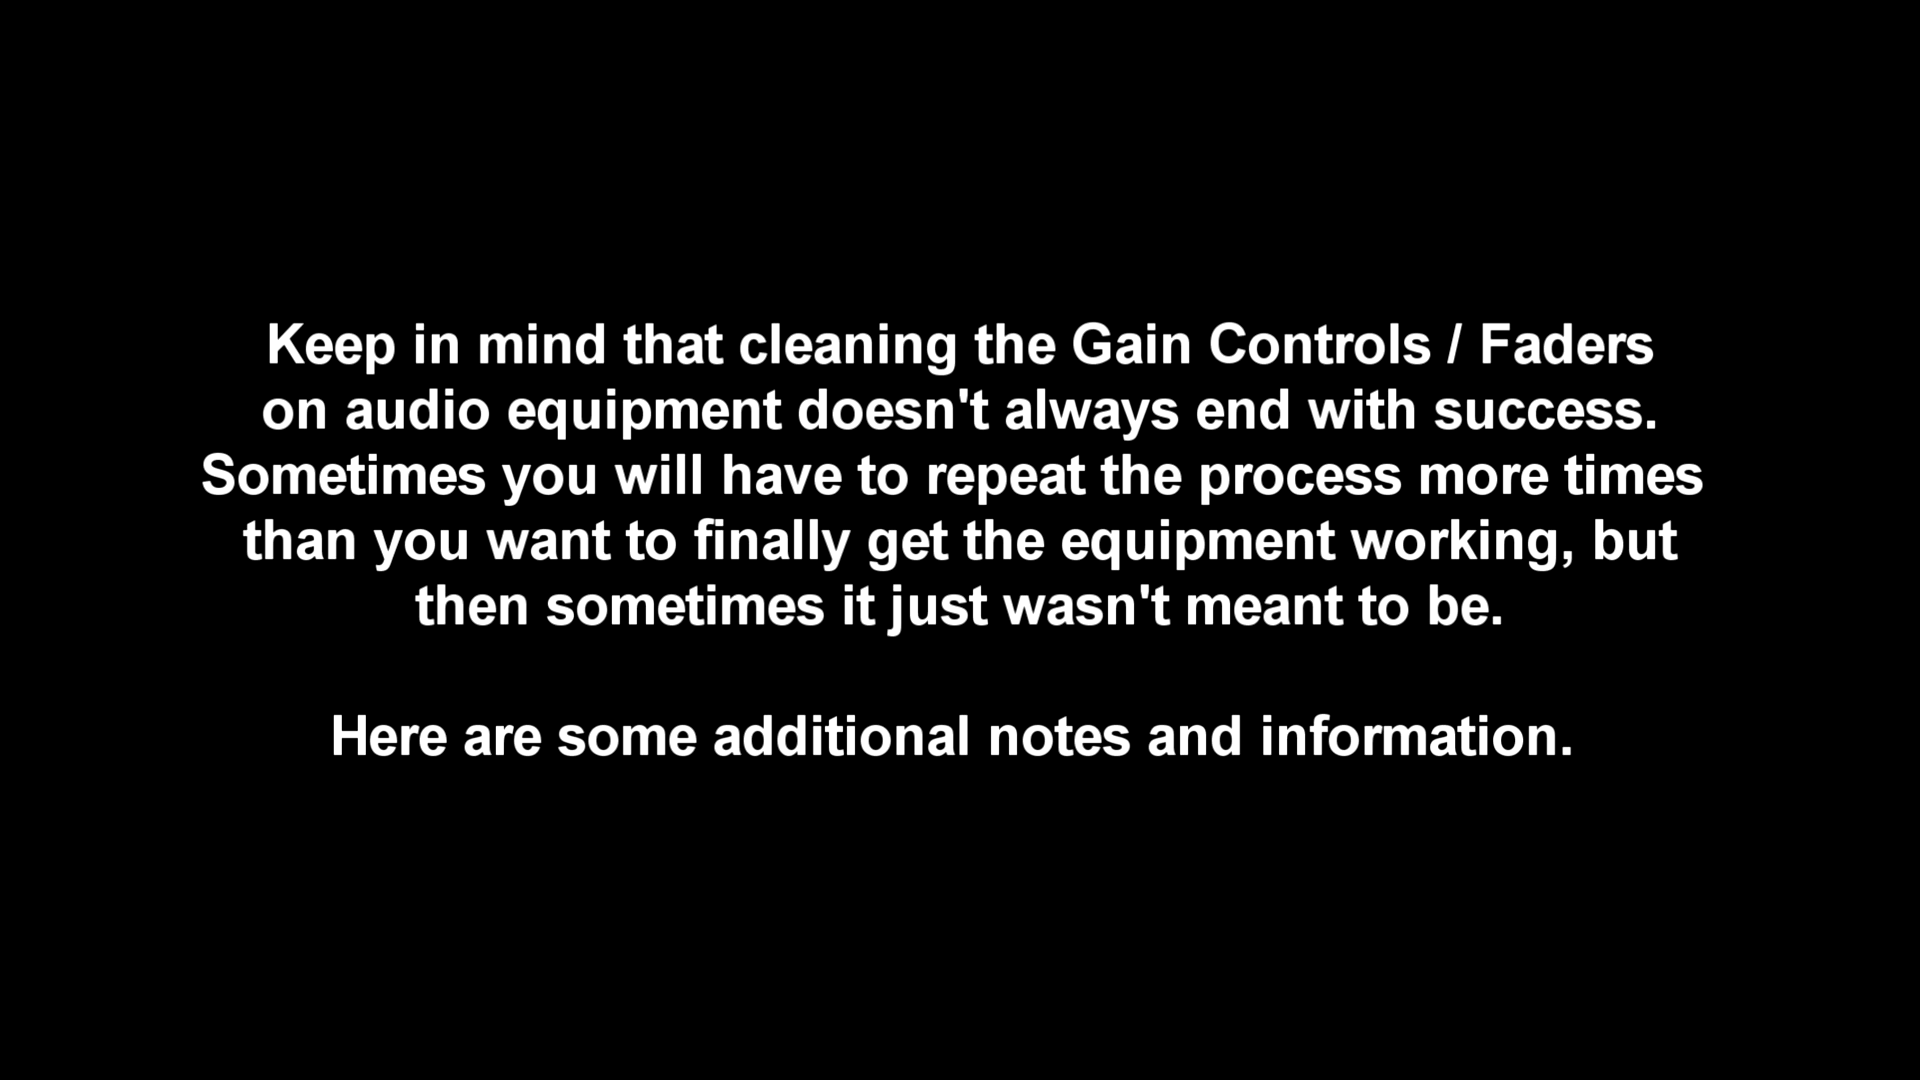 Keep in mind that cleaning the Gain Controls / Faders
on audio equipment doesn't always end with success.
Sometimes you will have to repeat the process more times
than you want to finally get the equipment working, but
then sometimes it just wasn't meant to be.
Here are some additional notes and information.